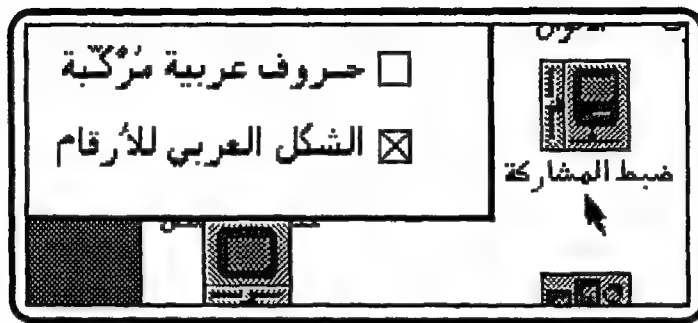 حروف عربية مُركّبة
الشكل العربي للأرقام
ضبط المشاركة